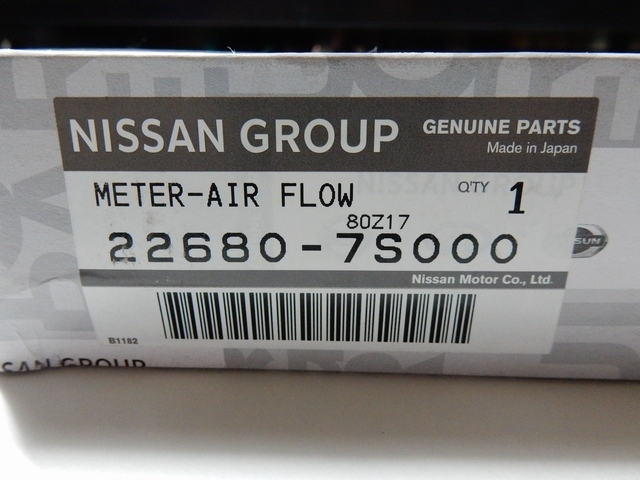 NISSAN GROUP
GENUINE PARTS
Made in Japan
METER-AIR FLOW
Q'TY 1
80Z17
22680-7S000
Nissan Motor Co., Ltd.
B1182
SAN GROUP